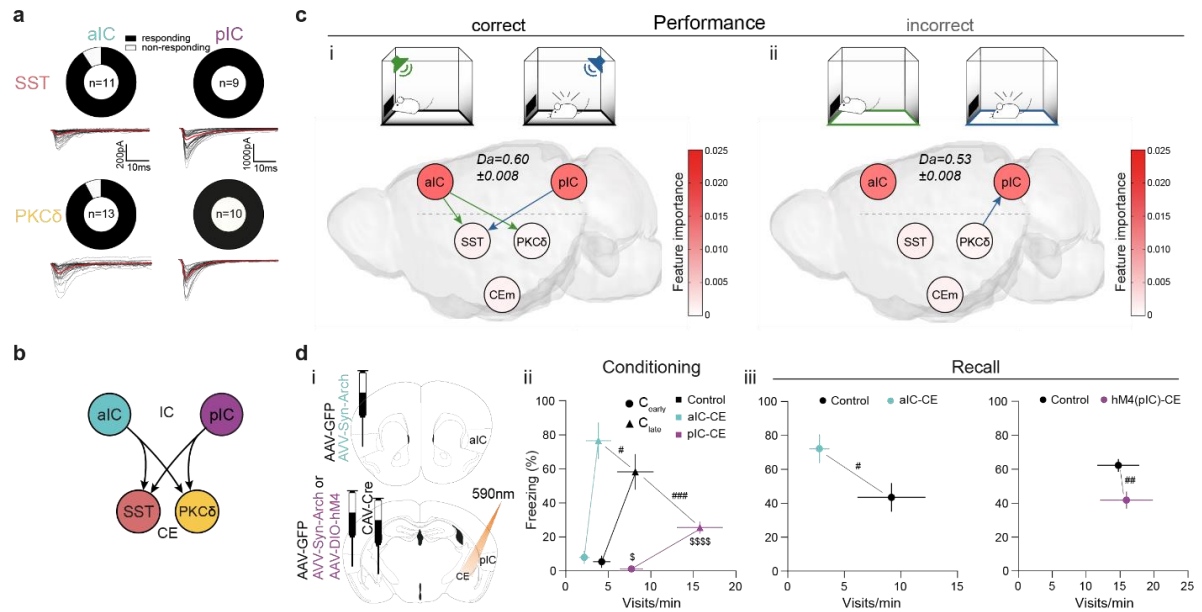 a
aIC
pIC
responding
non-responding
SST
n=11
n=9
200pA
10ms
1000pA
10ms
PKCδ
n=13
n=10
b
aIC
IC
pIC
SST
PKCδ
CE
c
Performance
correct
incorrect
i
ii
Da=0.60
±0.008
aIC
pIC
SST
PKCδ
CEm
0.025
0.020
0.015
0.010
0.005
0
Feature importance
Da=0.53
±0.008
aIC
pIC
SST
PKCδ
CEm
0.025
0.020
0.015
0.010
0.005
0
Feature importance
d
i
AAV-GFP
AVV-Syn-Arch
aIC
AAV-GFP
AVV-Syn-Arch or
AAV-DIO-hM4
CAV-Cre
590nm
pIC
CE
Conditioning
ii
Cearly
Clate
Control
aIC-CE
pIC-CE
Freezing (%)
100
80
60
40
20
0
#
###
$
$$$$
0 5 10 15 20
Visits/min
Recall
iii
Control
aIC-CE
100
80
60
40
20
0
#
0 5 10 15
Visits/min
Control
hM4(pIC)-CE
100
80
60
40
20
0
##
0 5 10 15 20 25
Visits/min